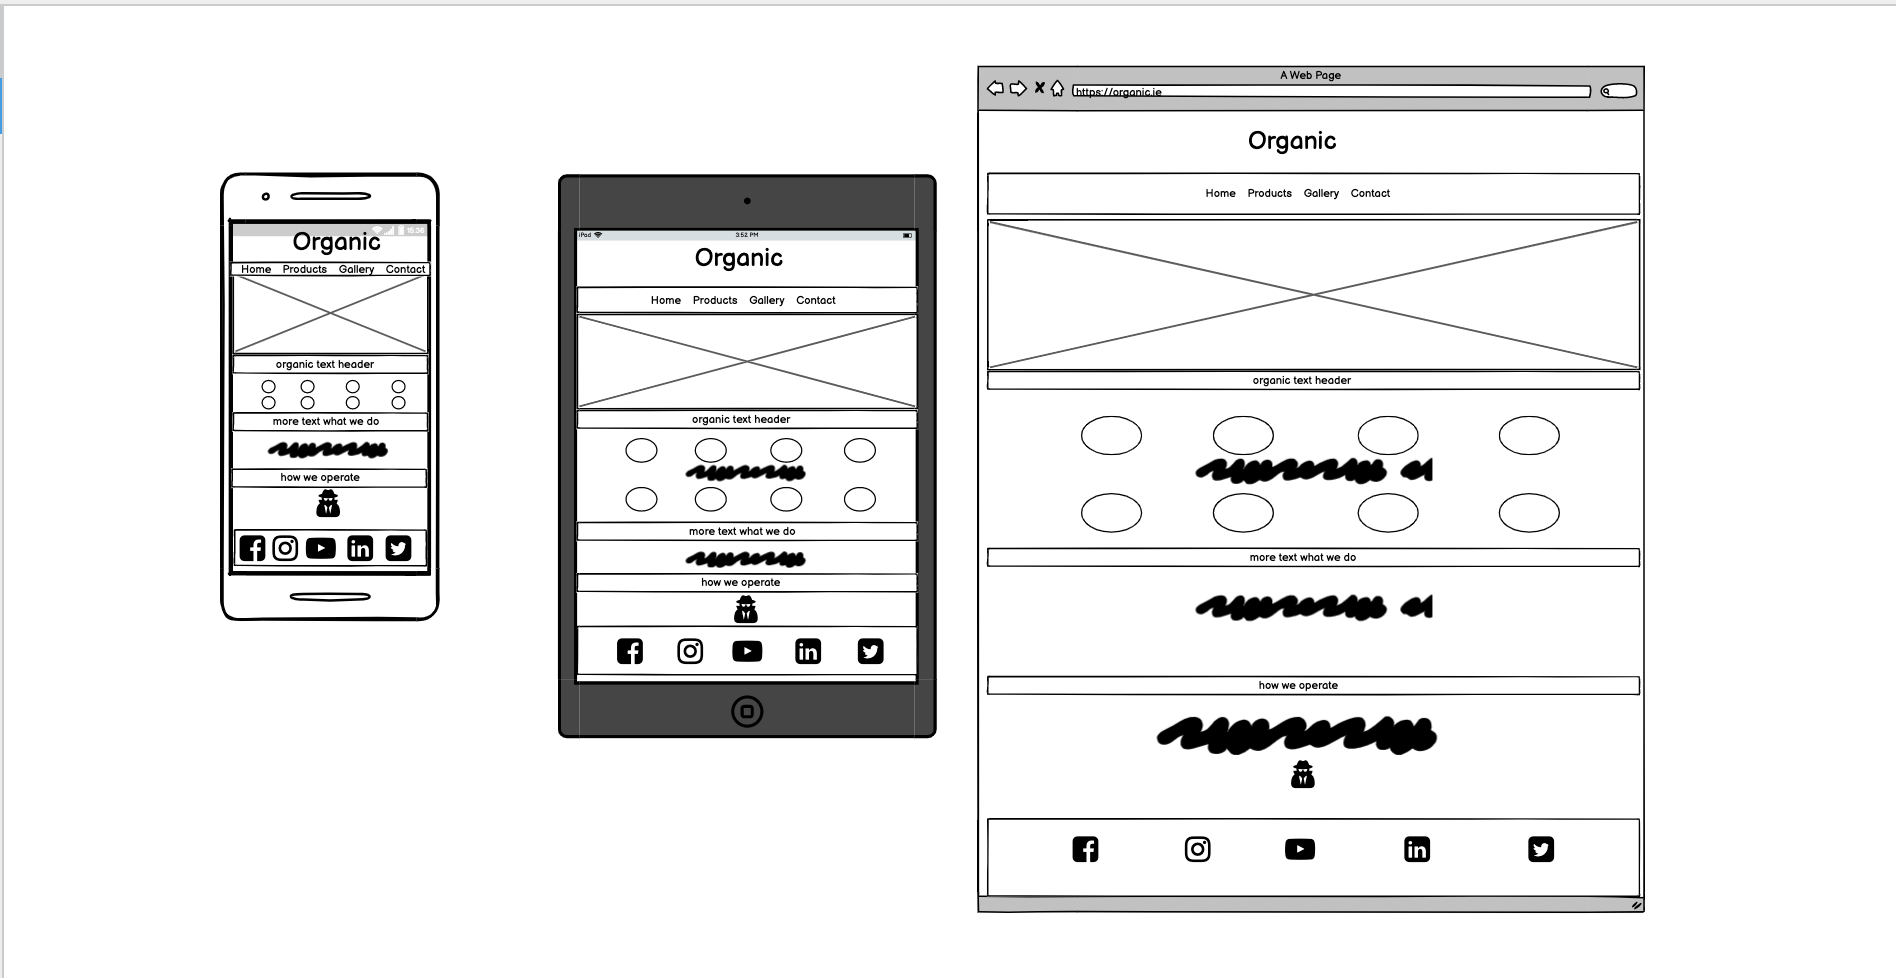 15:36
Organic
Home Products Gallery Contact
organic text header
more text what we do
how we operate
iPad 3:52 PM
Organic
Home Products Gallery Contact
organic text header
more text what we do
how we operate
A Web Page
https://organic.ie
Organic
Home Products Gallery Contact
organic text header
more text what we do
how we operate